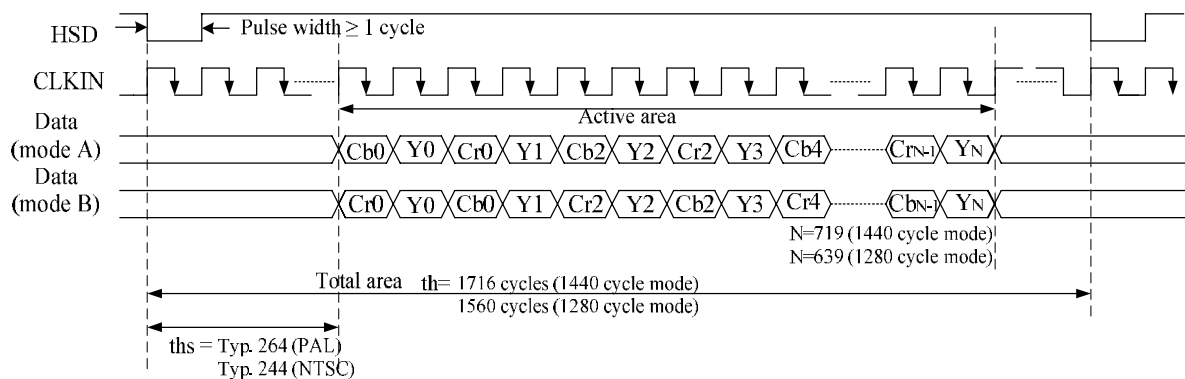 HSD
Pulse width ≥ 1 cycle
CLKIN
Active area
Data
(mode A)
Cb0 Y0 Cr0 Y1 Cb2 Y2 Cr2 Y3 Cb4 CrN-1 YN
Data
(mode B)
Cr0 Y0 Cb0 Y1 Cr2 Y2 Cb2 Y3 Cr4 CbN-1 YN
N=719 (1440 cycle mode)
N=639 (1280 cycle mode)
Total area th= 1716 cycles (1440 cycle mode)
1560 cycles (1280 cycle mode)
ths = Typ. 264 (PAL)
Typ. 244 (NTSC)